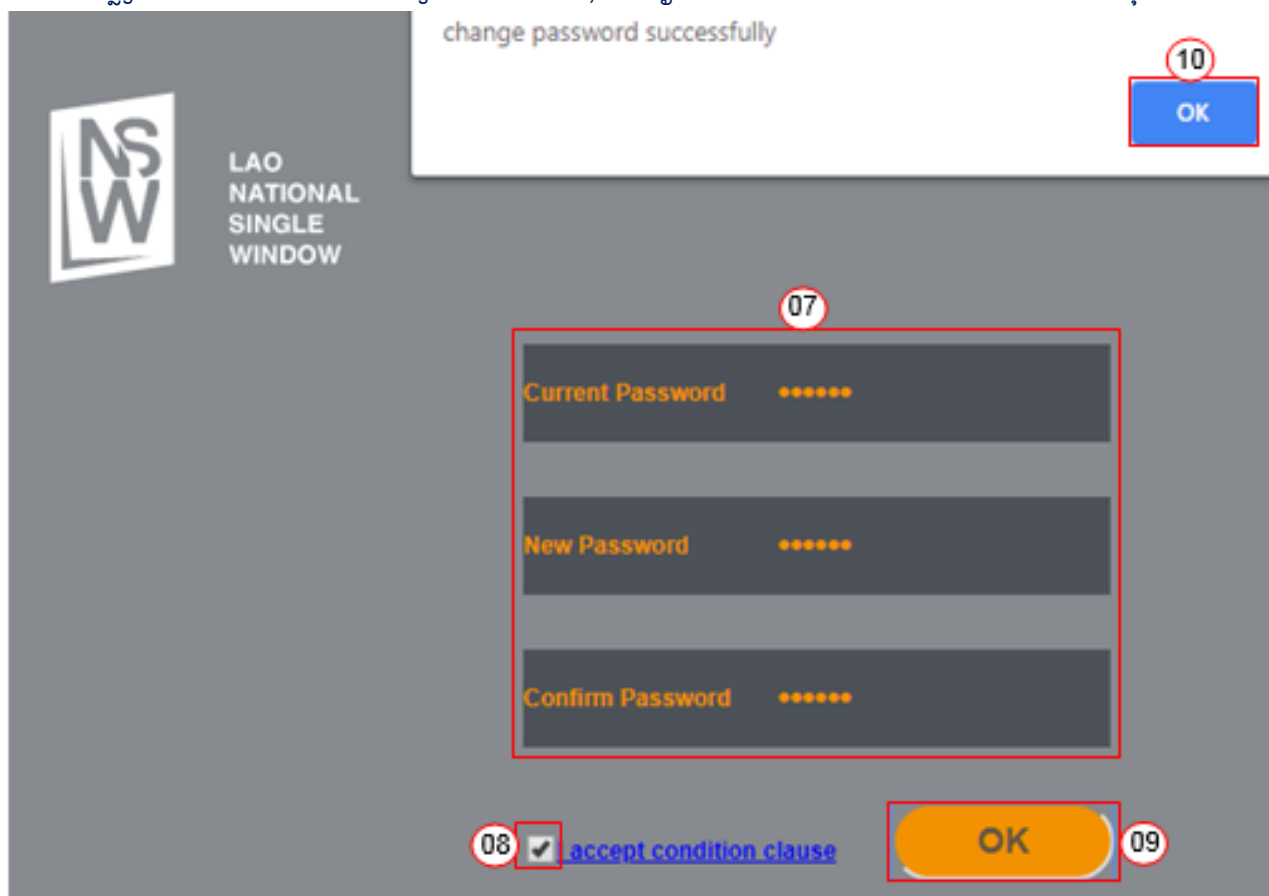 change password successfully
10
OK
NS
W
LAO
NATIONAL
SINGLE
WINDOW
07
Current Password ••••••
New Password ••••••
Confirm Password ••••••
08 accept condition clause OK 09